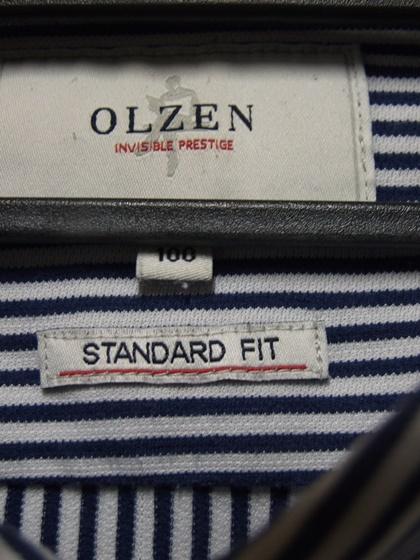 OLZEN
INVISIBLE PRESTIGE
100
STANDARD FIT